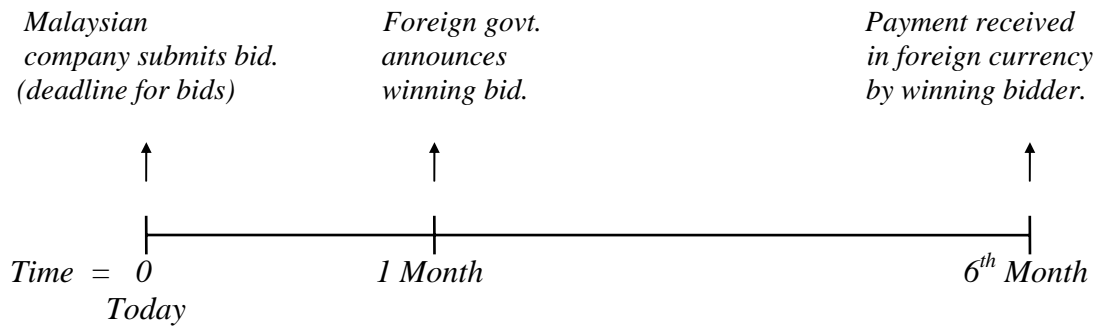 Malaysian
company submits bid.
(deadline for bids)
Foreign govt.
announces
winning bid.
Payment received
in foreign currency
by winning bidder.
Time = 0
Today
1 Month
6th Month